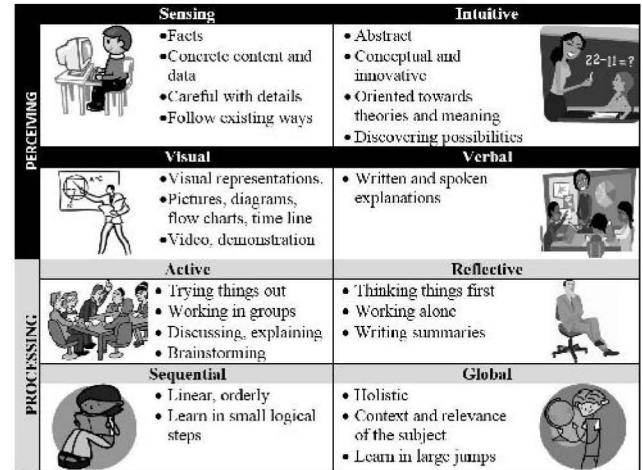 PERCEIVING
Sensing
•Facts
•Concrete content and
data
•Careful with details
•Follow existing ways
Intuitive
• Abstract
• Conceptual and
innovative
• Oriented towards
theories and meaning
• Discovering possibilities
22-11=?
Visual
•Visual representations.
•Pictures, diagrams,
flow charts, time line
•Video, demonstration
Verbal
• Written and spoken
explanations
PROCESSING
Active
• Trying things out
• Working in groups
• Discussing, explaining
• Brainstorming
Reflective
• Thinking things first
• Working alone
• Writing summaries
Sequential
• Linear, orderly
• Learn in small logical
steps
Global
• Holistic
• Context and relevance
of the subject
• Learn in large jumps